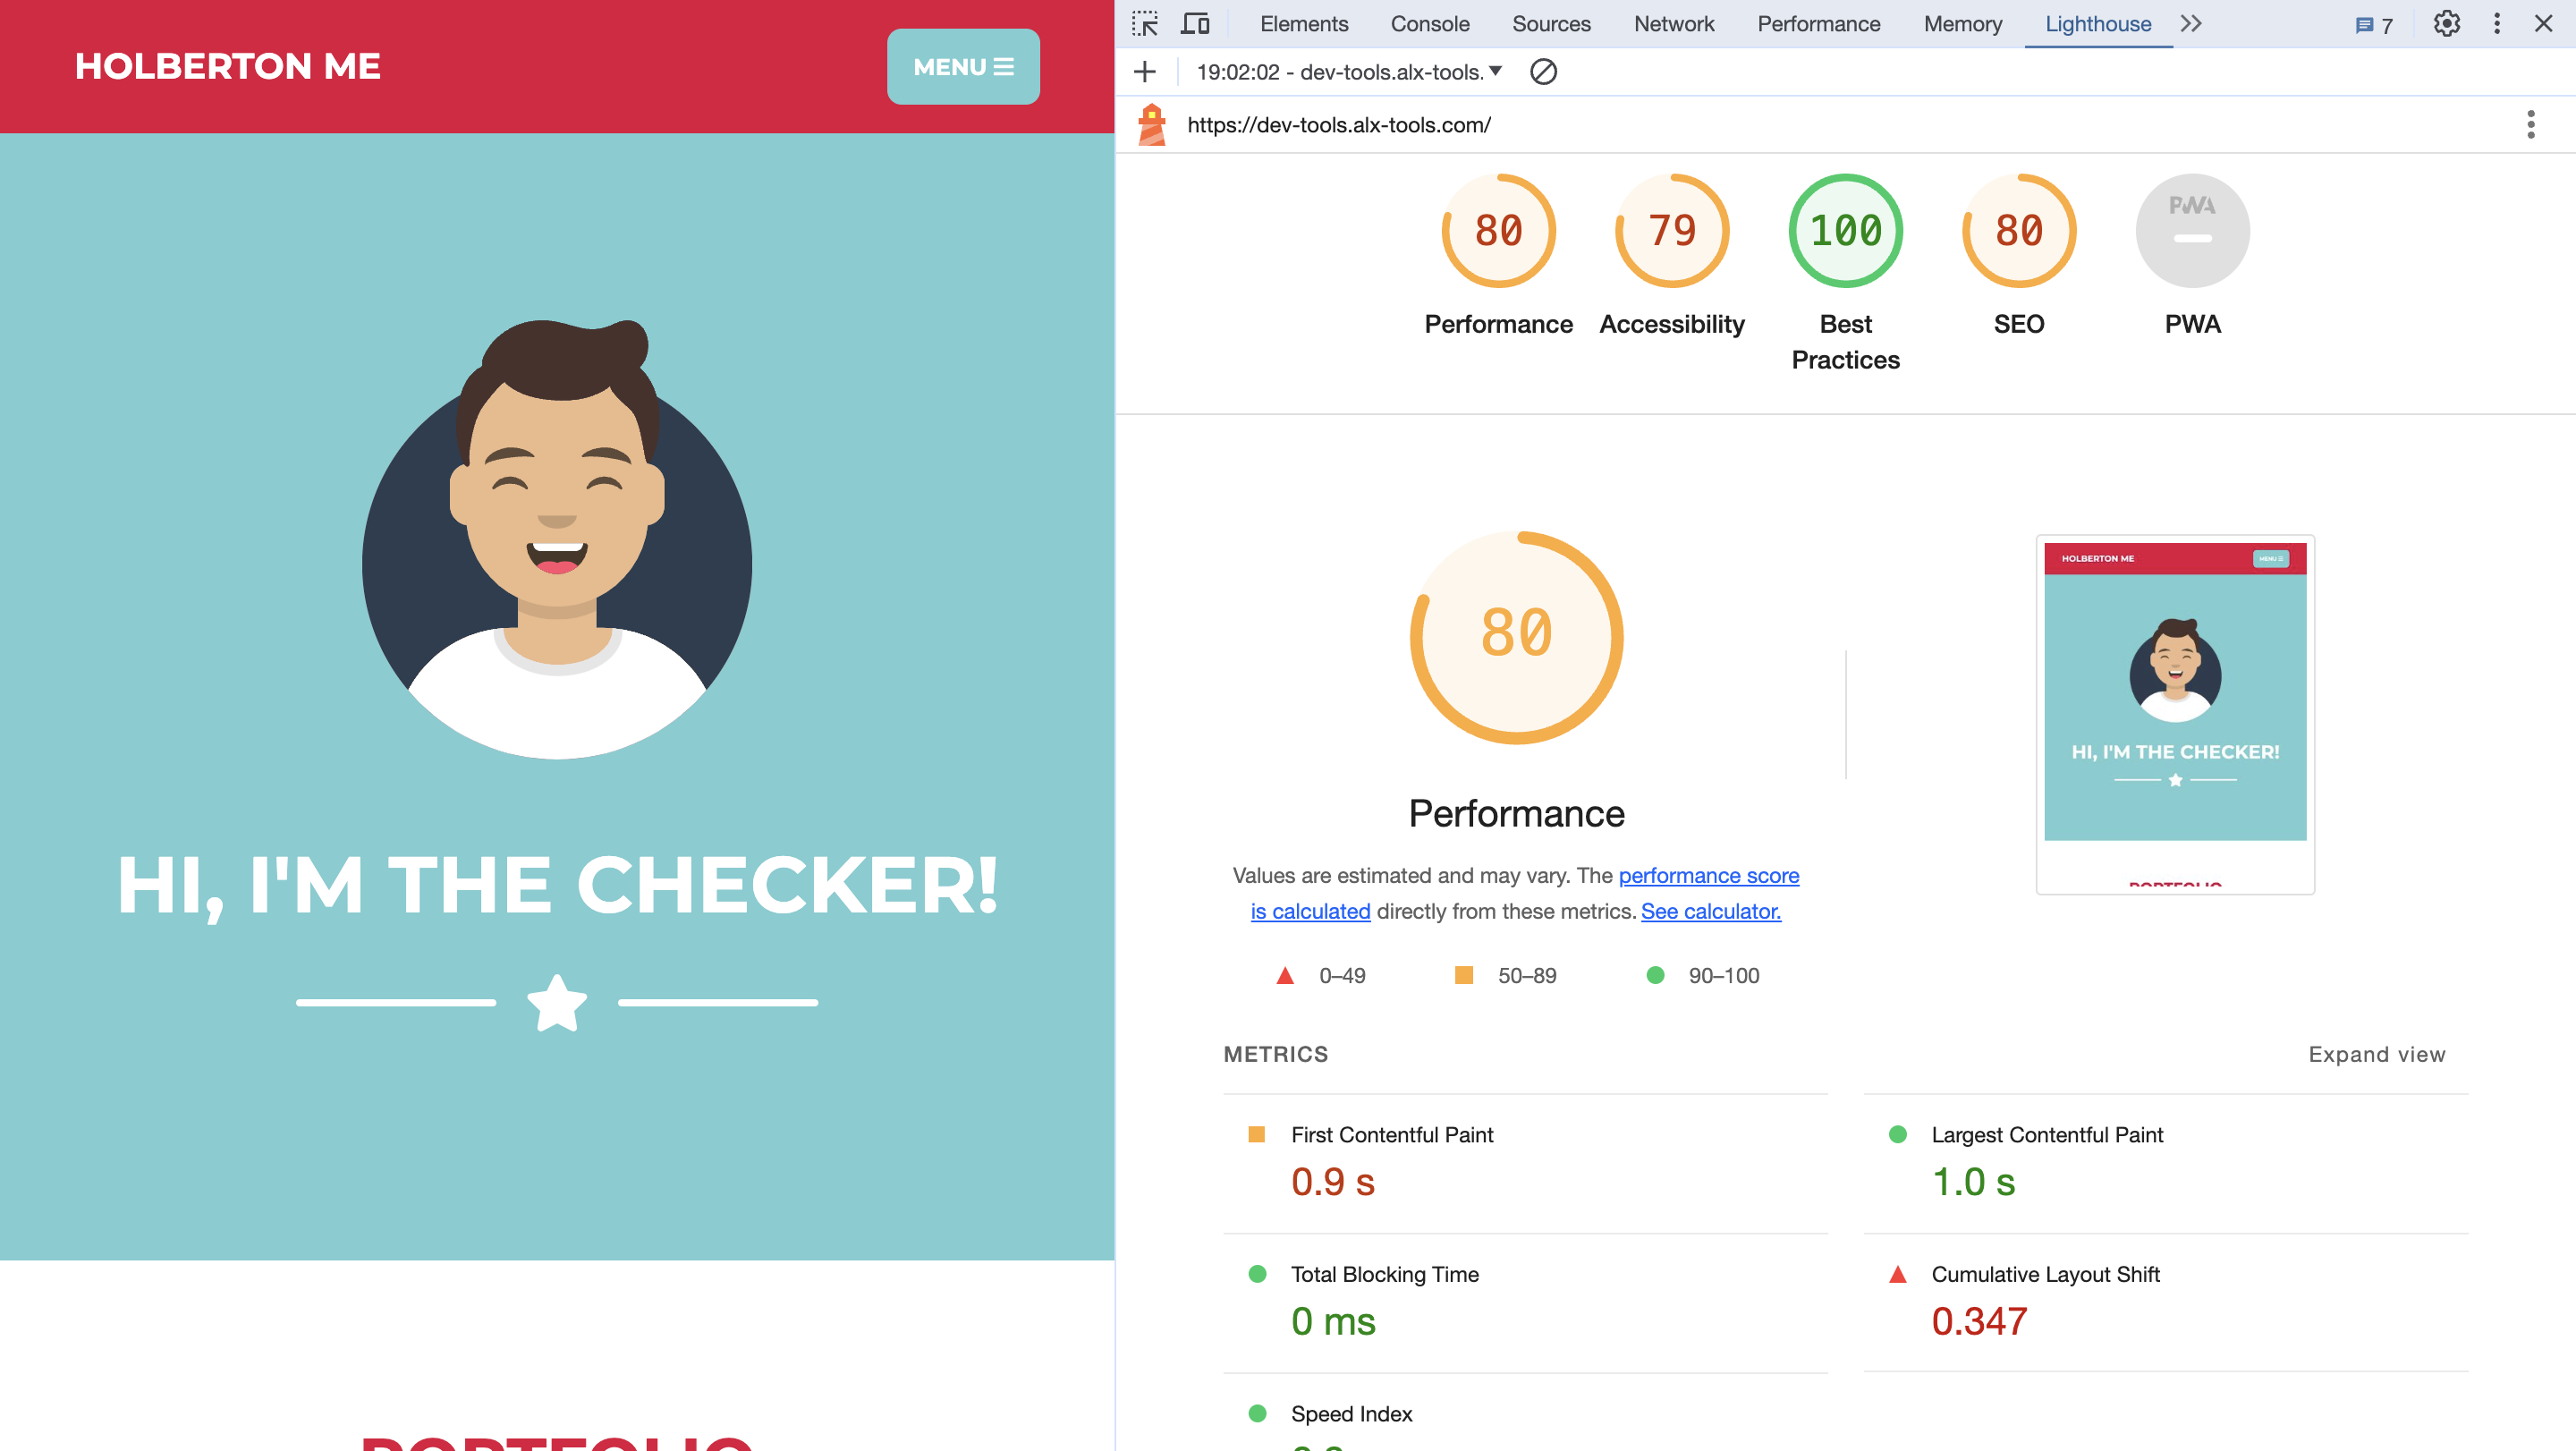 HOLBERTON ME
MENU
HI, I'M THE CHECKER!
Elements Console Sources Network Performance Memory Lighthouse 7
19:02:02 - dev-tools.alx-tools.
https://dev-tools.alx-tools.com/
80 79 100 80 PWA
Performance Accessibility Best Practices SEO PWA
80
Performance
Values are estimated and may vary. The performance score
is calculated directly from these metrics. See calculator.
0–49 50–89 90–100
HOLBERTON ME
MENU
HI, I'M THE CHECKER!
METRICS Expand view
First Contentful Paint
0.9 s
Largest Contentful Paint
1.0 s
Total Blocking Time
0 ms
Cumulative Layout Shift
0.347
Speed Index